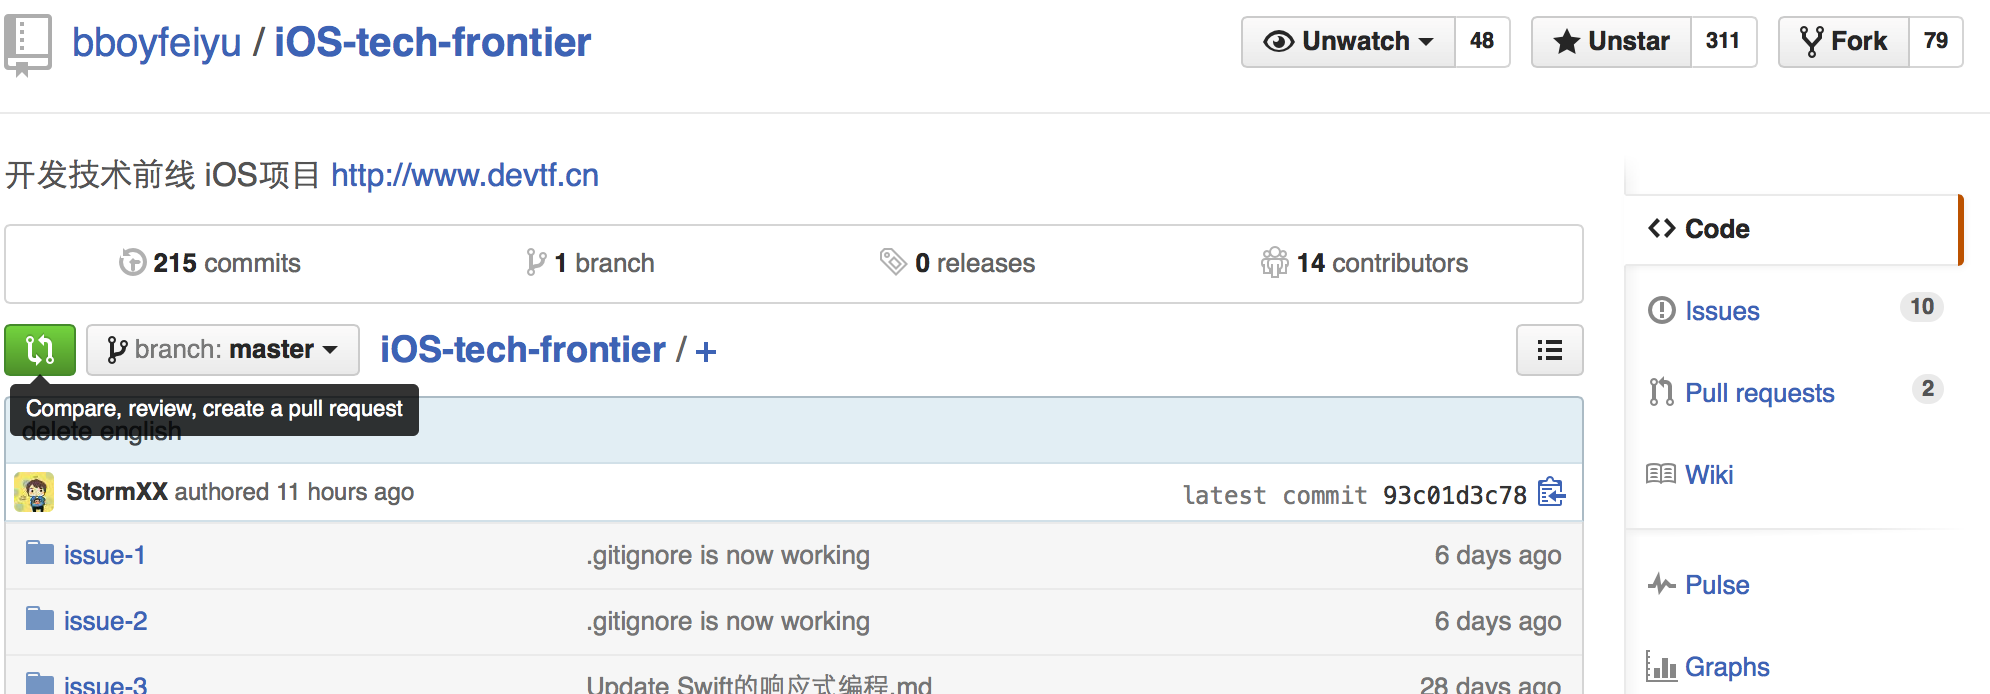 bboyfeiyu / iOS-tech-frontier
Unwatch 48 Unstar 311 Fork 79
开发技术前线 iOS项目 http://www.devtf.cn
215 commits 1 branch 0 releases 14 contributors
branch: master iOS-tech-frontier / +
Compare, review, create a pull request
delete english
StormXX authored 11 hours ago latest commit 93c01d3c78
issue-1 .gitignore is now working 6 days ago
issue-2 .gitignore is now working 6 days ago
issue-3 Update Swift的响应式编程.md 28 days ago
Code
Issues 10
Pull requests 2
Wiki
Pulse
Graphs